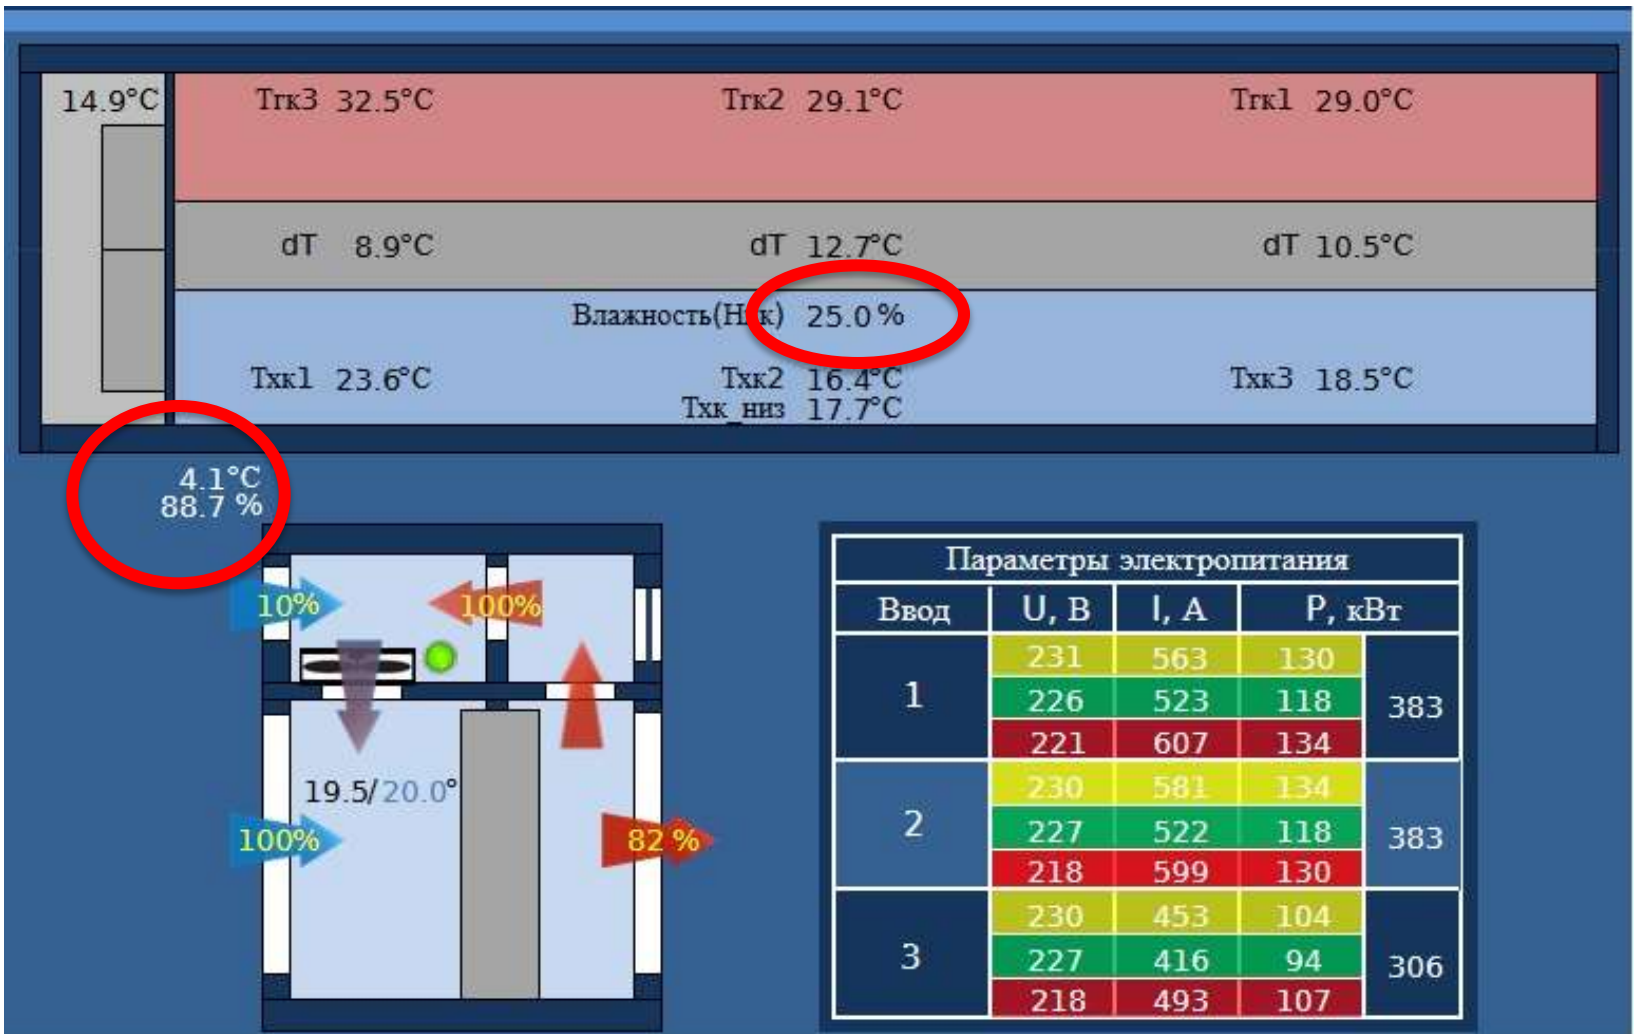 14.9°C Тгк3 32.5°C Тгк2 29.1°C Тгк1 29.0°C
dT 8.9°C dT 12.7°C dT 10.5°C
Влажность(Нхк) 25.0%
Тхк1 23.6°C Тхк2 16.4°C Тхк3 18.5°C
Тхк_низ 17.7°C
4.1°C
88.7 %
10% 100%
19.5/20.0°
100% 82 %
Параметры электропитания
Ввод U, В I, А P, кВт
231 563 130
1 226 523 118 383
221 607 134
230 581 134
2 227 522 118 383
218 599 130
230 453 104
3 227 416 94 306
218 493 107